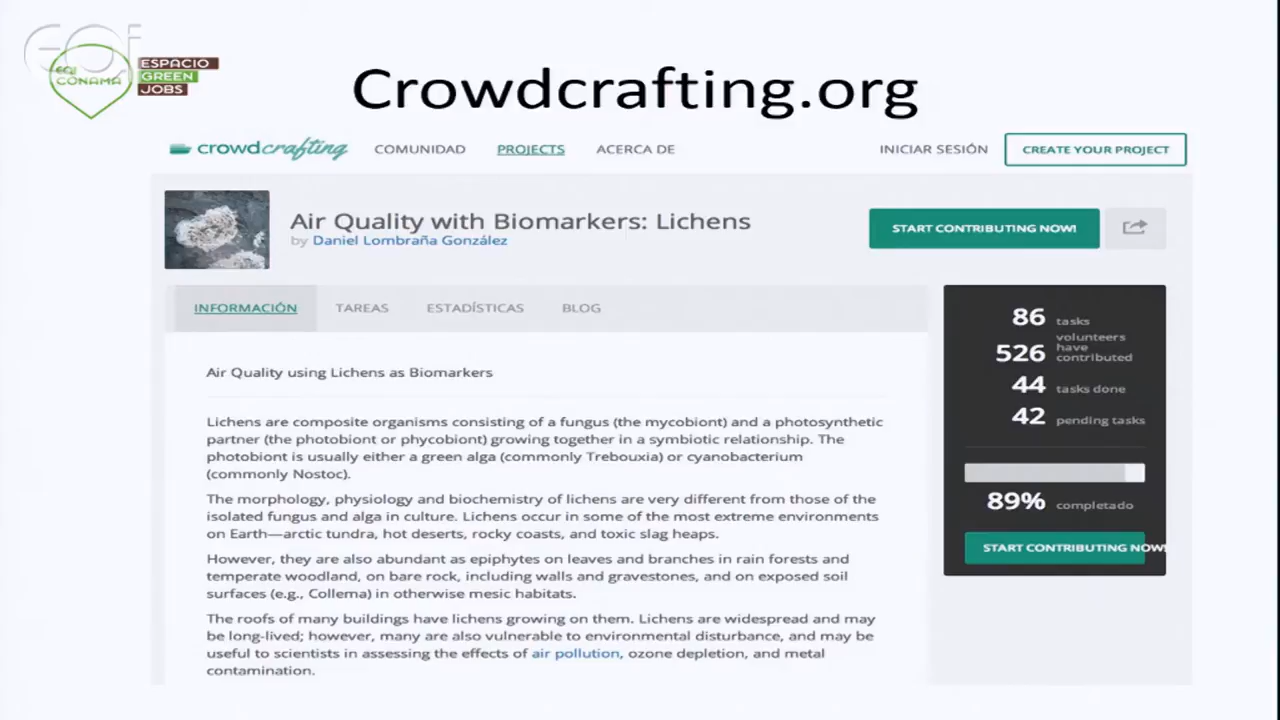 EOI
CONAMA
ESPACIO
GREEN
JOBS
Crowdcrafting.org
crowdcrafting COMUNIDAD PROJECTS ACERCA DE INICIAR SESIÓN CREATE YOUR PROJECT
Air Quality with Biomarkers: Lichens
by Daniel Lombraña González
START CONTRIBUTING NOW!
INFORMACIÓN TAREAS ESTADÍSTICAS BLOG
Air Quality using Lichens as Biomarkers
Lichens are composite organisms consisting of a fungus (the mycobiont) and a photosynthetic
partner (the photobiont or phycobiont) growing together in a symbiotic relationship. The
photobiont is usually either a green alga (commonly Trebouxia) or cyanobacterium
(commonly Nostoc).
The morphology, physiology and biochemistry of lichens are very different from those of the
isolated fungus and alga in culture. Lichens occur in some of the most extreme environments
on Earth—arctic tundra, hot deserts, rocky coasts, and toxic slag heaps.
However, they are also abundant as epiphytes on leaves and branches in rain forests and
temperate woodland, on bare rock, including walls and gravestones, and on exposed soil
surfaces (e.g., Collema) in otherwise mesic habitats.
The roofs of many buildings have lichens growing on them. Lichens are widespread and may
be long-lived; however, many are also vulnerable to environmental disturbance, and may be
useful to scientists in assessing the effects of air pollution, ozone depletion, and metal
contamination.
86 tasks
526 volunteers
have
contributed
44 tasks done
42 pending tasks
89% completado
START CONTRIBUTING NOW!